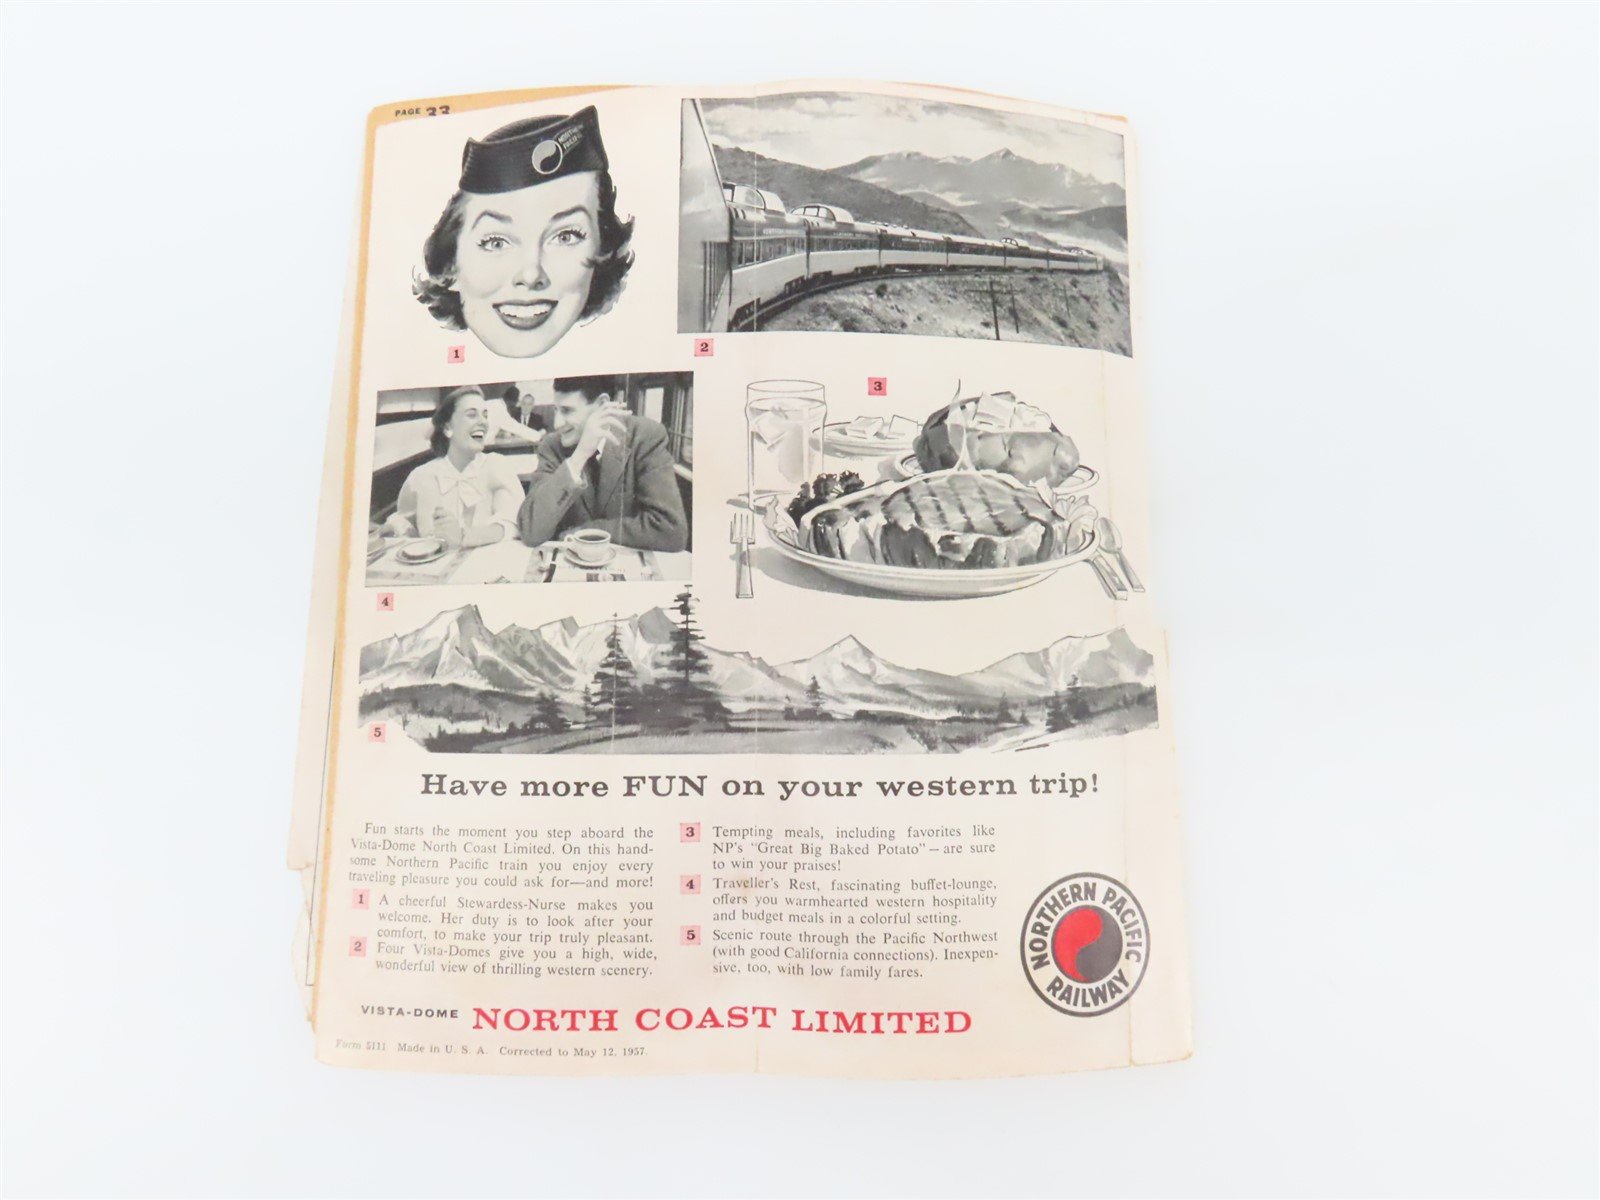 PAGE 33
NORTHERN PACIFIC
1
2
3
4
5
Have more FUN on your western trip!
Fun starts the moment you step aboard the
Vista-Dome North Coast Limited. On this hand-
some Northern Pacific train you enjoy every
traveling pleasure you could ask for—and more!
1 A cheerful Stewardess-Nurse makes you
welcome. Her duty is to look after your
comfort, to make your trip truly pleasant.
2 Four Vista-Domes give you a high, wide,
wonderful view of thrilling western scenery.
3 Tempting meals, including favorites like
NP's "Great Big Baked Potato" — are sure
to win your praises!
4 Traveller's Rest, fascinating buffet-lounge,
offers you warmhearted western hospitality
and budget meals in a colorful setting.
5 Scenic route through the Pacific Northwest
(with good California connections). Inexpen-
sive, too, with low family fares.
NORTHERN PACIFIC
RAILWAY
VISTA-DOME NORTH COAST LIMITED
Form 5111 Made in U. S. A. Corrected to May 12, 1957